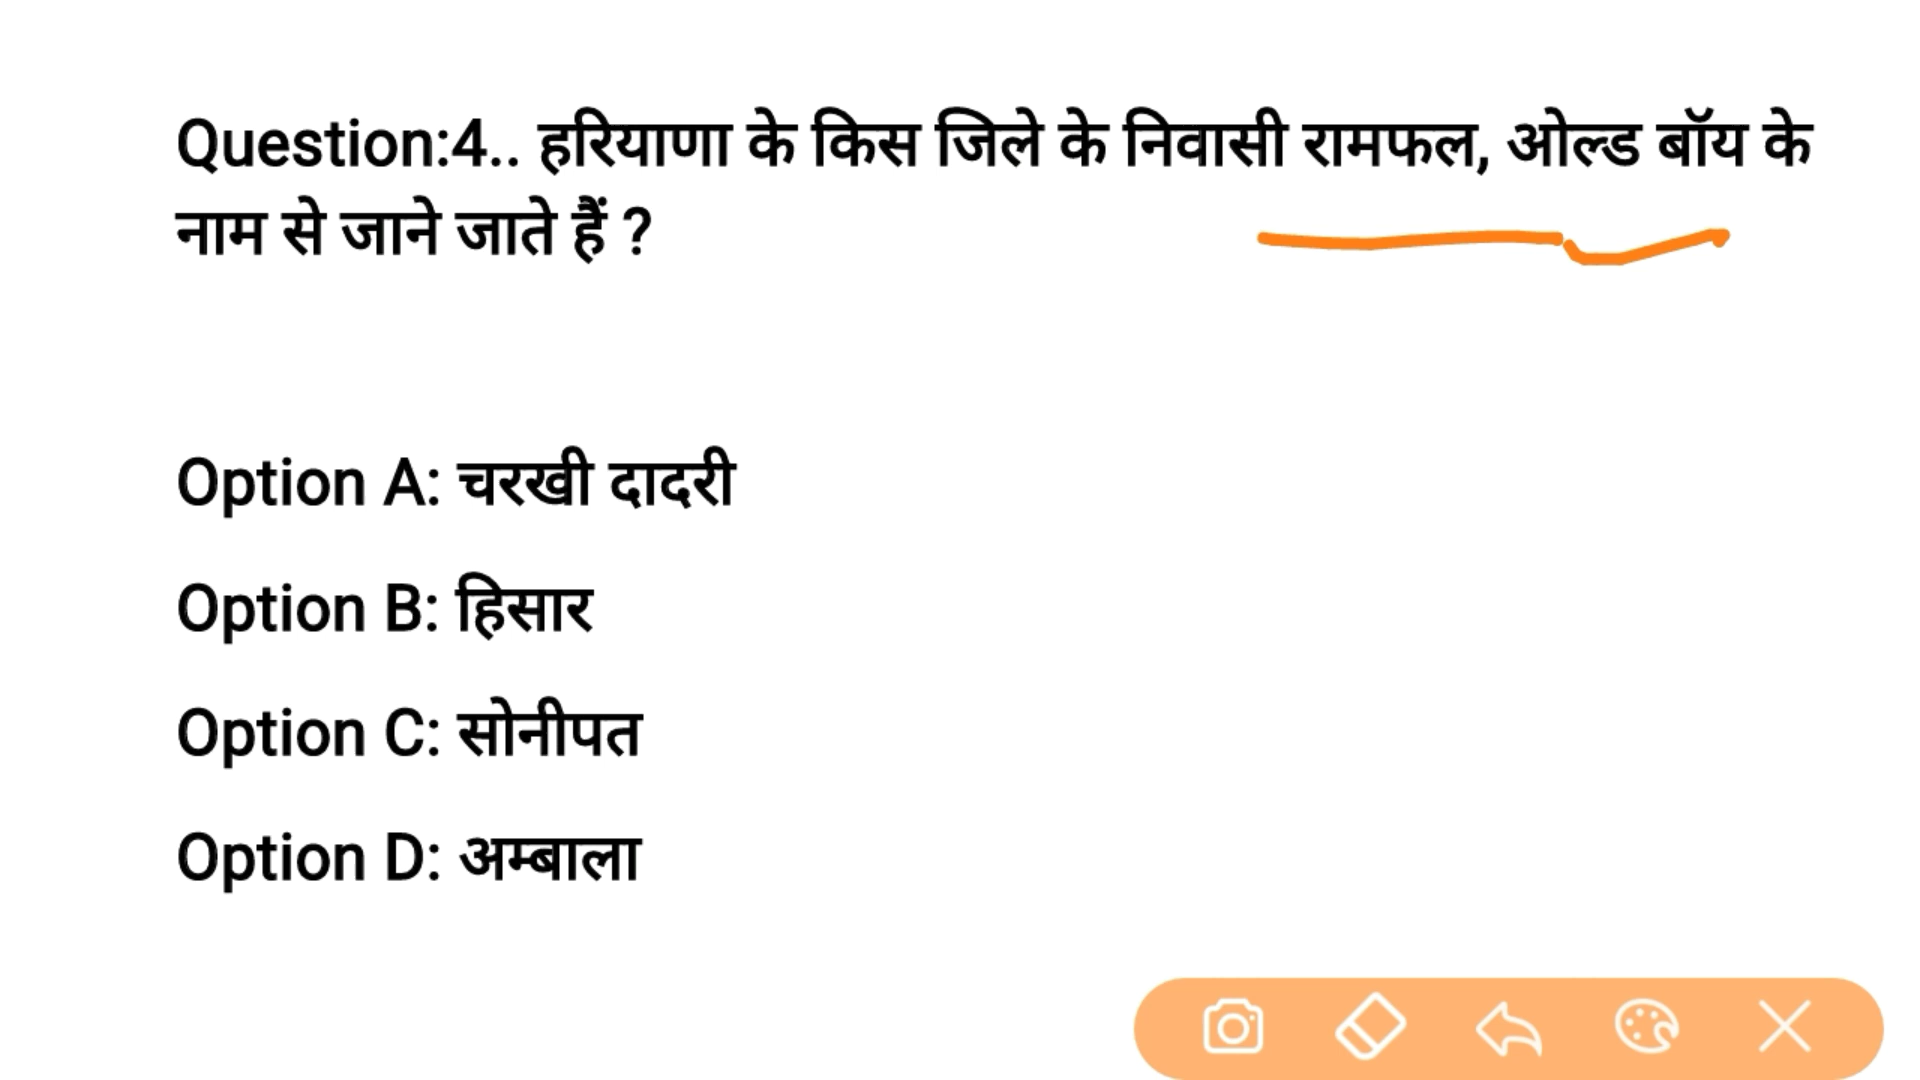 Question:4.. हरियाणा के किस जिले के निवासी रामफल, ओल्ड बॉय के
नाम से जाने जाते हैं ?
Option A: चरखी दादरी
Option B: हिसार
Option C: सोनीपत
Option D: अम्बाला